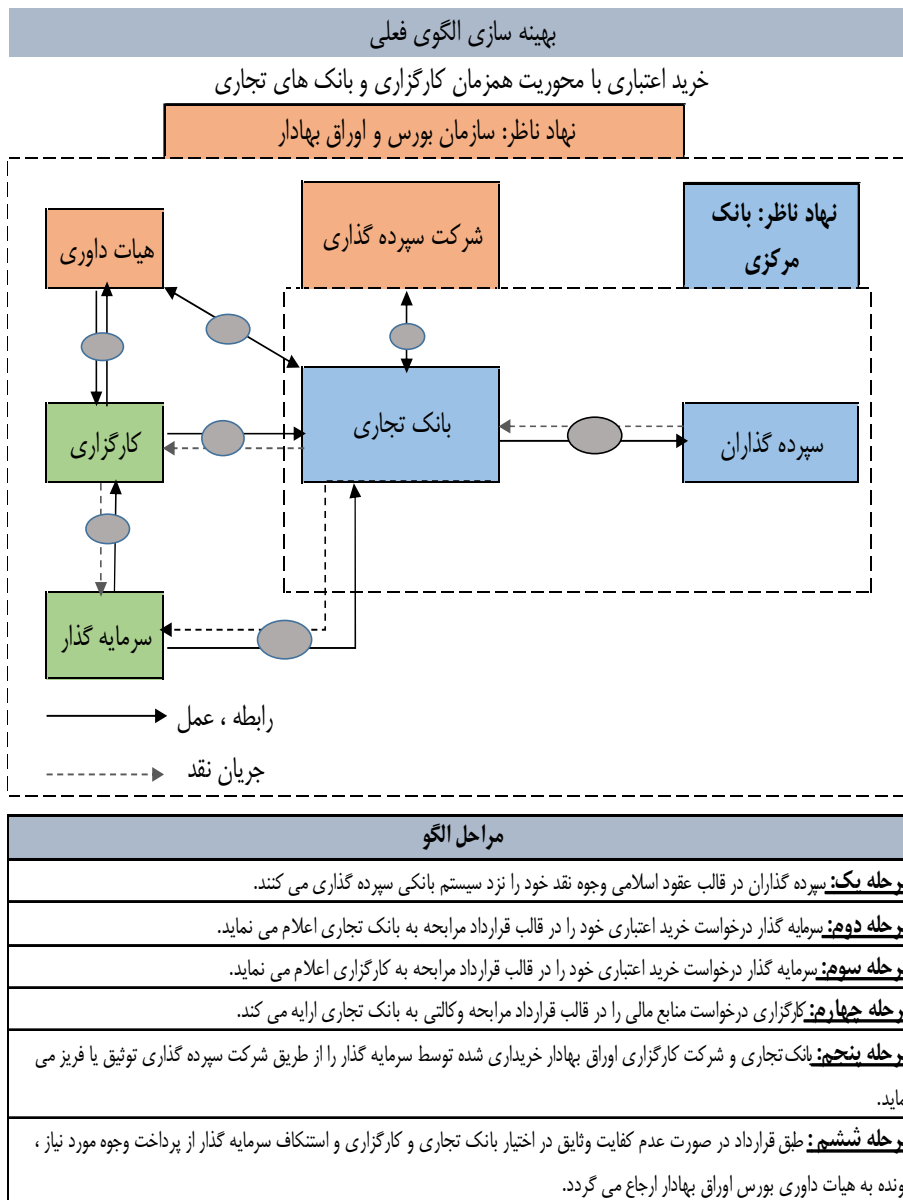 بهینه سازی الگوی فعلی
خرید اعتباری با محوریت همزمان کارگزاری و بانک های تجاری
نهاد ناظر: سازمان بورس و اوراق بهادار
نهاد ناظر: بانک
مرکزی
شرکت سپرده گذاری
هیات داوری
بانک تجاری
سپرده گذاران
کارگزاری
سرمایه گذار
رابطه ، عمل
جریان نقد
مراحل الگو
رحله یک: سپرده گذاران در قالب عقود اسلامی وجوه نقد خود را نزد سیستم بانکی سپرده گذاری می کنند.
رحله دوم: سرمایه گذار درخواست خرید اعتباری خود را در قالب قرارداد مرابحه به بانک تجاری اعلام می نماید.
رحله سوم: سرمایه گذار درخواست خرید اعتباری خود را در قالب قرارداد مرابحه به کارگزاری اعلام می نماید.
رحله چهارم: کارگزاری درخواست منابع مالی را در قالب قرارداد مرابحه وکالتی به بانک تجاری ارایه می کند.
رحله پنجم: بانک تجاری و شرکت کارگزاری اوراق بهادار خریداری شده توسط سرمایه گذار را از طریق شرکت سپرده گذاری توثیق یا فریز می
ماید.
رحله ششم : طبق قرارداد در صورت عدم کفایت وثایق در اختیار بانک تجاری و کارگزاری و استنکاف سرمایه گذار از پرداخت وجوه مورد نیاز ،
ونده به هیات داوری بورس اوراق بهادار ارجاع می گردد.